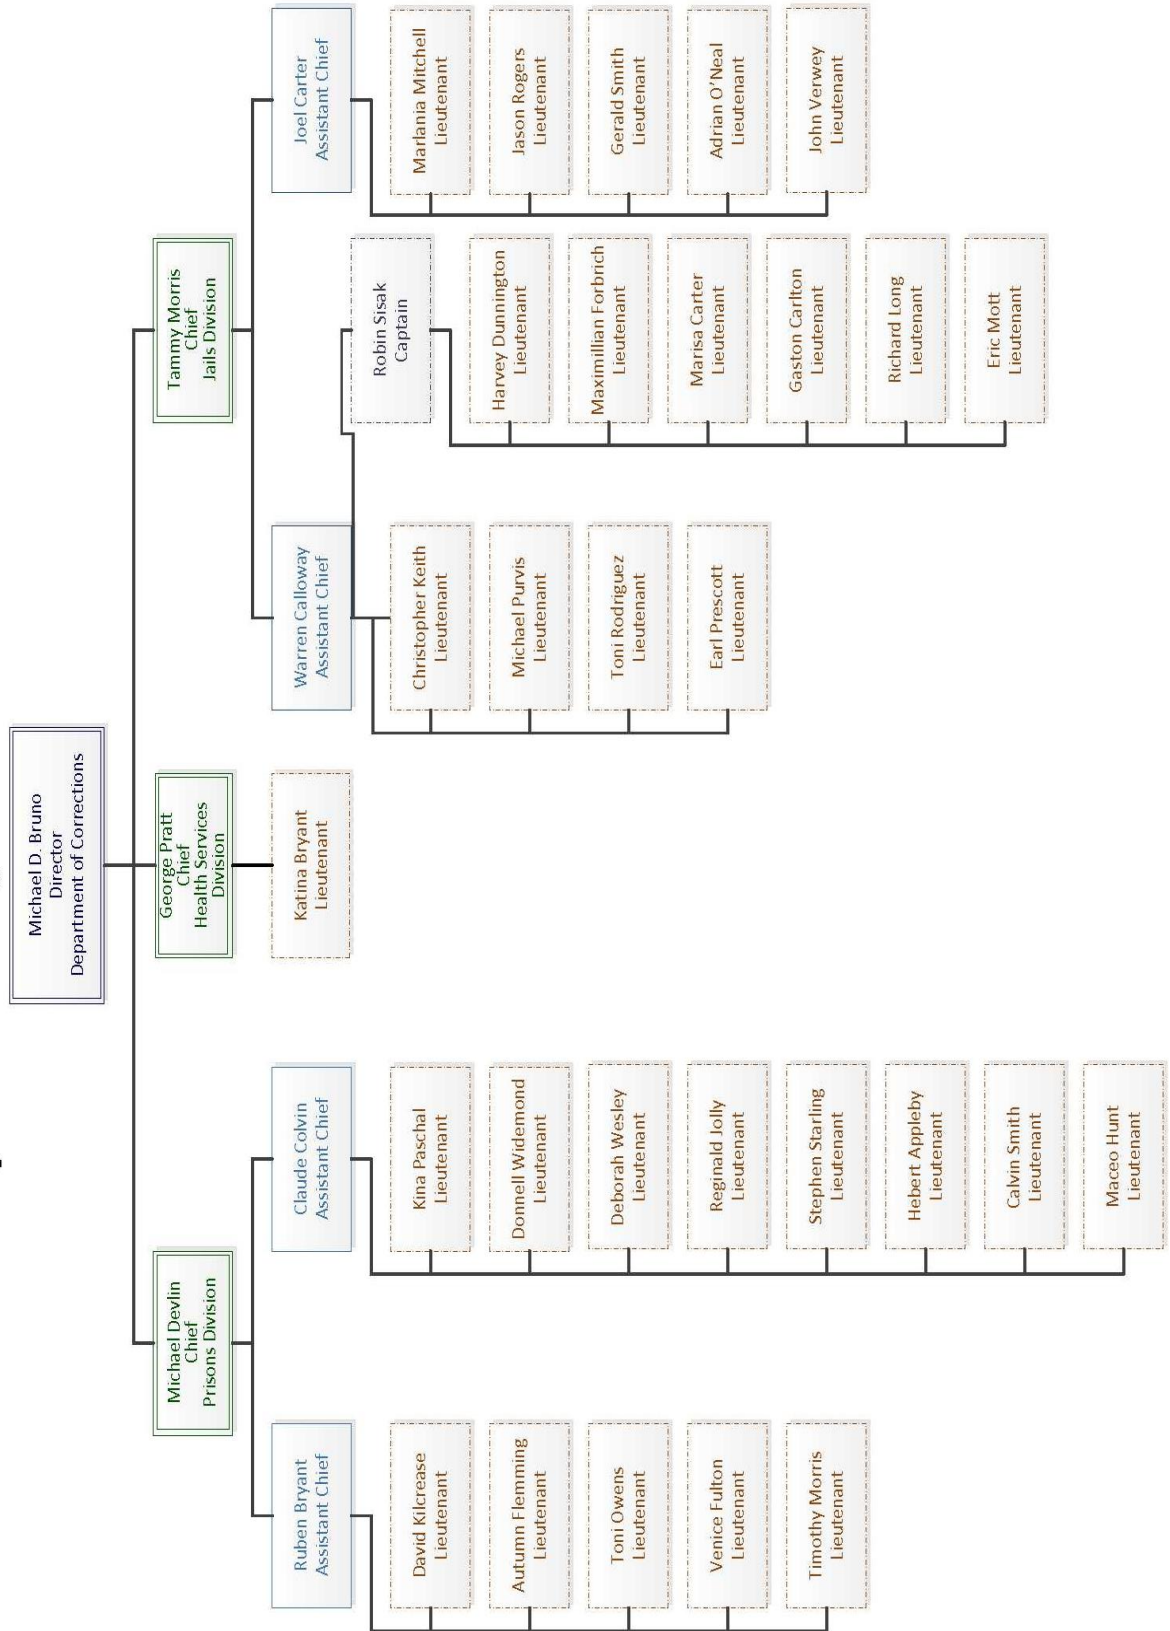 Michael D. Bruno
Director
Department of Corrections
Michael Devlin
Chief
Prisons Division
George Pratt
Chief
Health Services
Division
Tammy Morris
Chief
Jails Division
Ruben Bryant
Assistant Chief
Claude Colvin
Assistant Chief
Katina Bryant
Lieutenant
Warren Calloway
Assistant Chief
Joel Carter
Assistant Chief
Robin Sisak
Captain
David Kilcrease
Lieutenant
Autumn Flemming
Lieutenant
Toni Owens
Lieutenant
Venice Fulton
Lieutenant
Timothy Morris
Lieutenant
Kina Paschal
Lieutenant
Donnell Widemond
Lieutenant
Deborah Wesley
Lieutenant
Reginald Jolly
Lieutenant
Stephen Starling
Lieutenant
Hebert Appleby
Lieutenant
Calvin Smith
Lieutenant
Maceo Hunt
Lieutenant
Christopher Keith
Lieutenant
Michael Purvis
Lieutenant
Toni Rodriguez
Lieutenant
Earl Prescott
Lieutenant
Harvey Dunnington
Lieutenant
Maximillian Forbrich
Lieutenant
Marisa Carter
Lieutenant
Gaston Carlton
Lieutenant
Richard Long
Lieutenant
Eric Mott
Lieutenant
Marlania Mitchell
Lieutenant
Jason Rogers
Lieutenant
Gerald Smith
Lieutenant
Adrian O’Neal
Lieutenant
John Verwey
Lieutenant